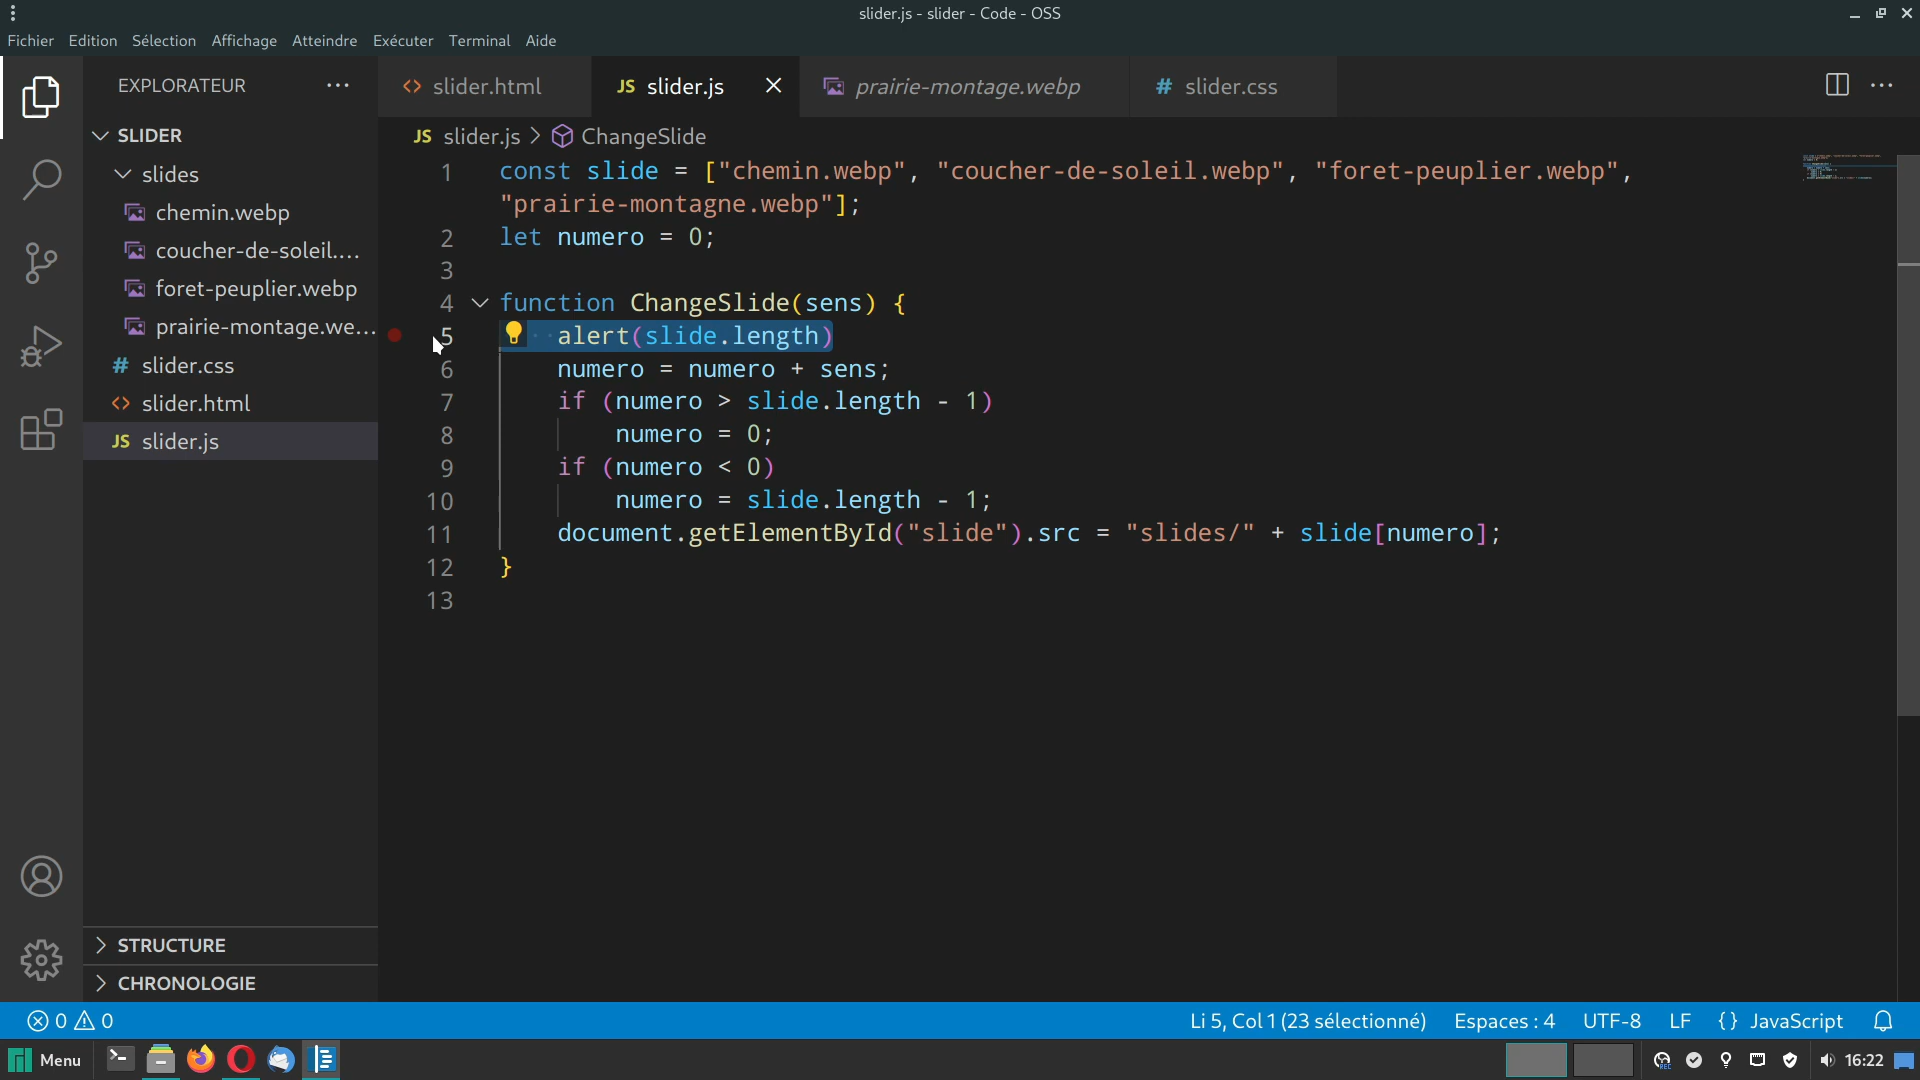 slider.js - slider - Code - OSS
Fichier Edition Sélection Affichage Atteindre Exécuter Terminal Aide
EXPLORATEUR
SLIDER
slides
chemin.webp
coucher-de-soleil....
foret-peuplier.webp
prairie-montage.we...
# slider.css
<> slider.html
JS slider.js
STRUCTURE
CHRONOLOGIE
<> slider.html JS slider.js prairie-montage.webp # slider.css
JS slider.js > ChangeSlide
1 const slide = ["chemin.webp", "coucher-de-soleil.webp", "foret-peuplier.webp",
"prairie-montagne.webp"];
2 let numero = 0;
3
4 function ChangeSlide(sens) {
5 alert(slide.length)
6 numero = numero + sens;
7 if (numero > slide.length - 1)
8 numero = 0;
9 if (numero < 0)
10 numero = slide.length - 1;
11 document.getElementById("slide").src = "slides/" + slide[numero];
12 }
13
0 0 Li 5, Col 1 (23 sélectionné) Espaces : 4 UTF-8 LF {} JavaScript
Menu 16:22